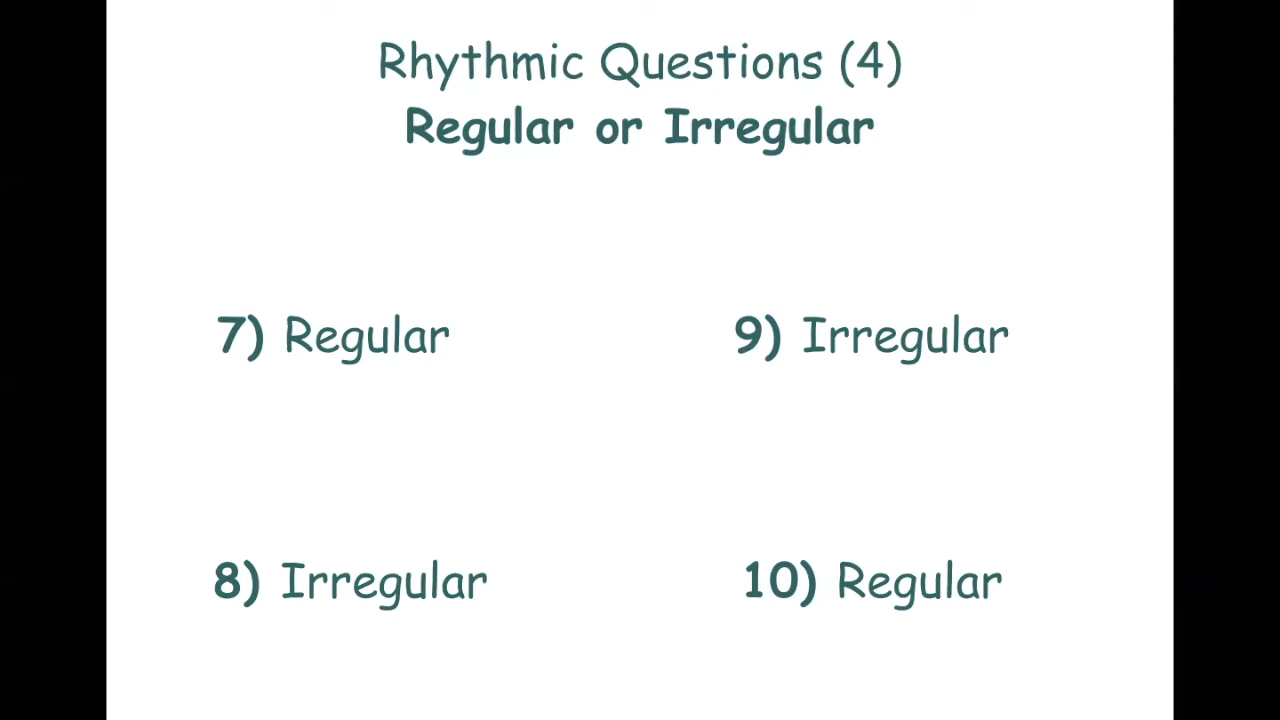 Rhythmic Questions (4)
Regular or Irregular
7) Regular
8) Irregular
9) Irregular
10) Regular